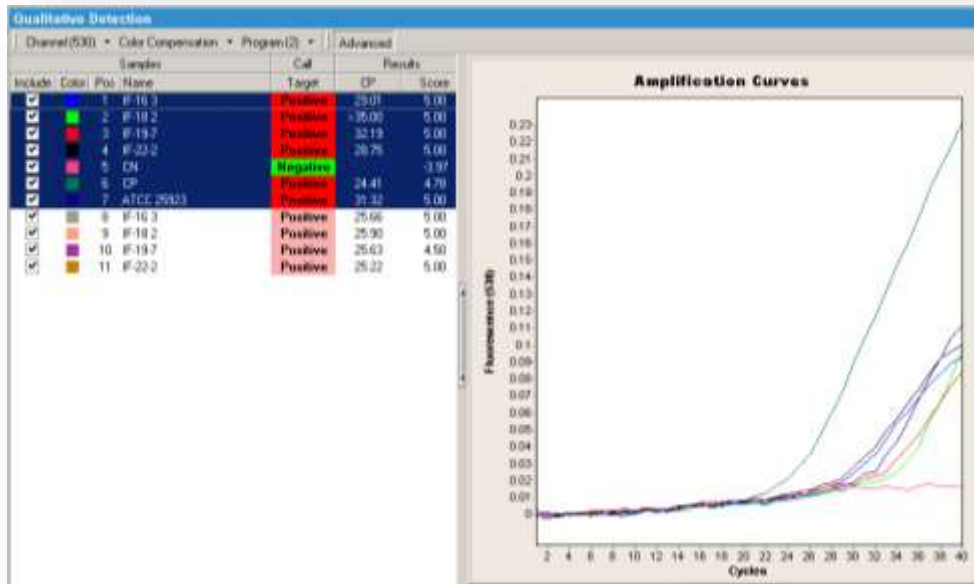 Qualitative Detection
Channel (530) Color Compensation Program (2) Advanced
Samples Call Results
Include Color Pos Name Target CP Score
1 IF-16 3 Positive 29.01 5.00
2 IF-18 2 Positive >35.00 5.00
3 IF-19-7 Positive 32.19 5.00
4 IF-22-2 Positive 28.75 5.00
5 CN Negative -3.97
6 CP Positive 24.41 4.78
7 ATCC 25923 Positive 31.32 5.00
8 IF-16 3 Positive 25.66 5.00
9 IF-18 2 Positive 25.90 5.00
10 IF-19-7 Positive 25.63 4.50
11 IF-22-2 Positive 25.22 5.00
Amplification Curves
0.23
0.22
0.21
0.2
0.19
0.18
0.17
0.16
0.15
0.14
0.13
0.12
0.11
0.1
0.09
0.08
0.07
0.06
0.05
0.04
0.03
0.02
0.01
0
Fluorescence (530)
2 4 6 8 10 12 14 16 18 20 22 24 26 28 30 32 34 36 38 40
Cycles